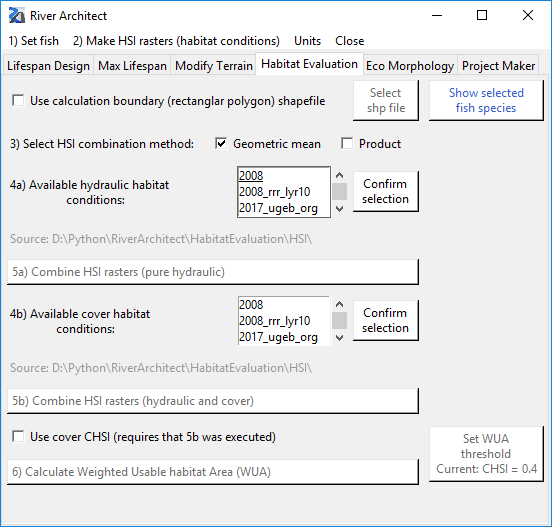 River Architect
1) Set fish 2) Make HSI rasters (habitat conditions) Units Close
Lifespan Design Max Lifespan Modify Terrain Habitat Evaluation Eco Morphology Project Maker
Use calculation boundary (rectanglar polygon) shapefile
Select
shp file
Show selected
fish species
3) Select HSI combination method: Geometric mean Product
4a) Available hydraulic habitat
conditions:
2008
2008_rrr_lyr10
2017_ugeb_org
Confirm
selection
Source: D:\Python\RiverArchitect\HabitatEvaluation\HSI\
5a) Combine HSI rasters (pure hydraulic)
4b) Available cover habitat
conditions:
2008
2008_rrr_lyr10
2017_ugeb_org
Confirm
selection
Source: D:\Python\RiverArchitect\HabitatEvaluation\HSI\
5b) Combine HSI rasters (hydraulic and cover)
Use cover CHSI (requires that 5b was executed)
Set WUA
threshold
Current: CHSI = 0.4
6) Calculate Weighted Usable habitat Area (WUA)